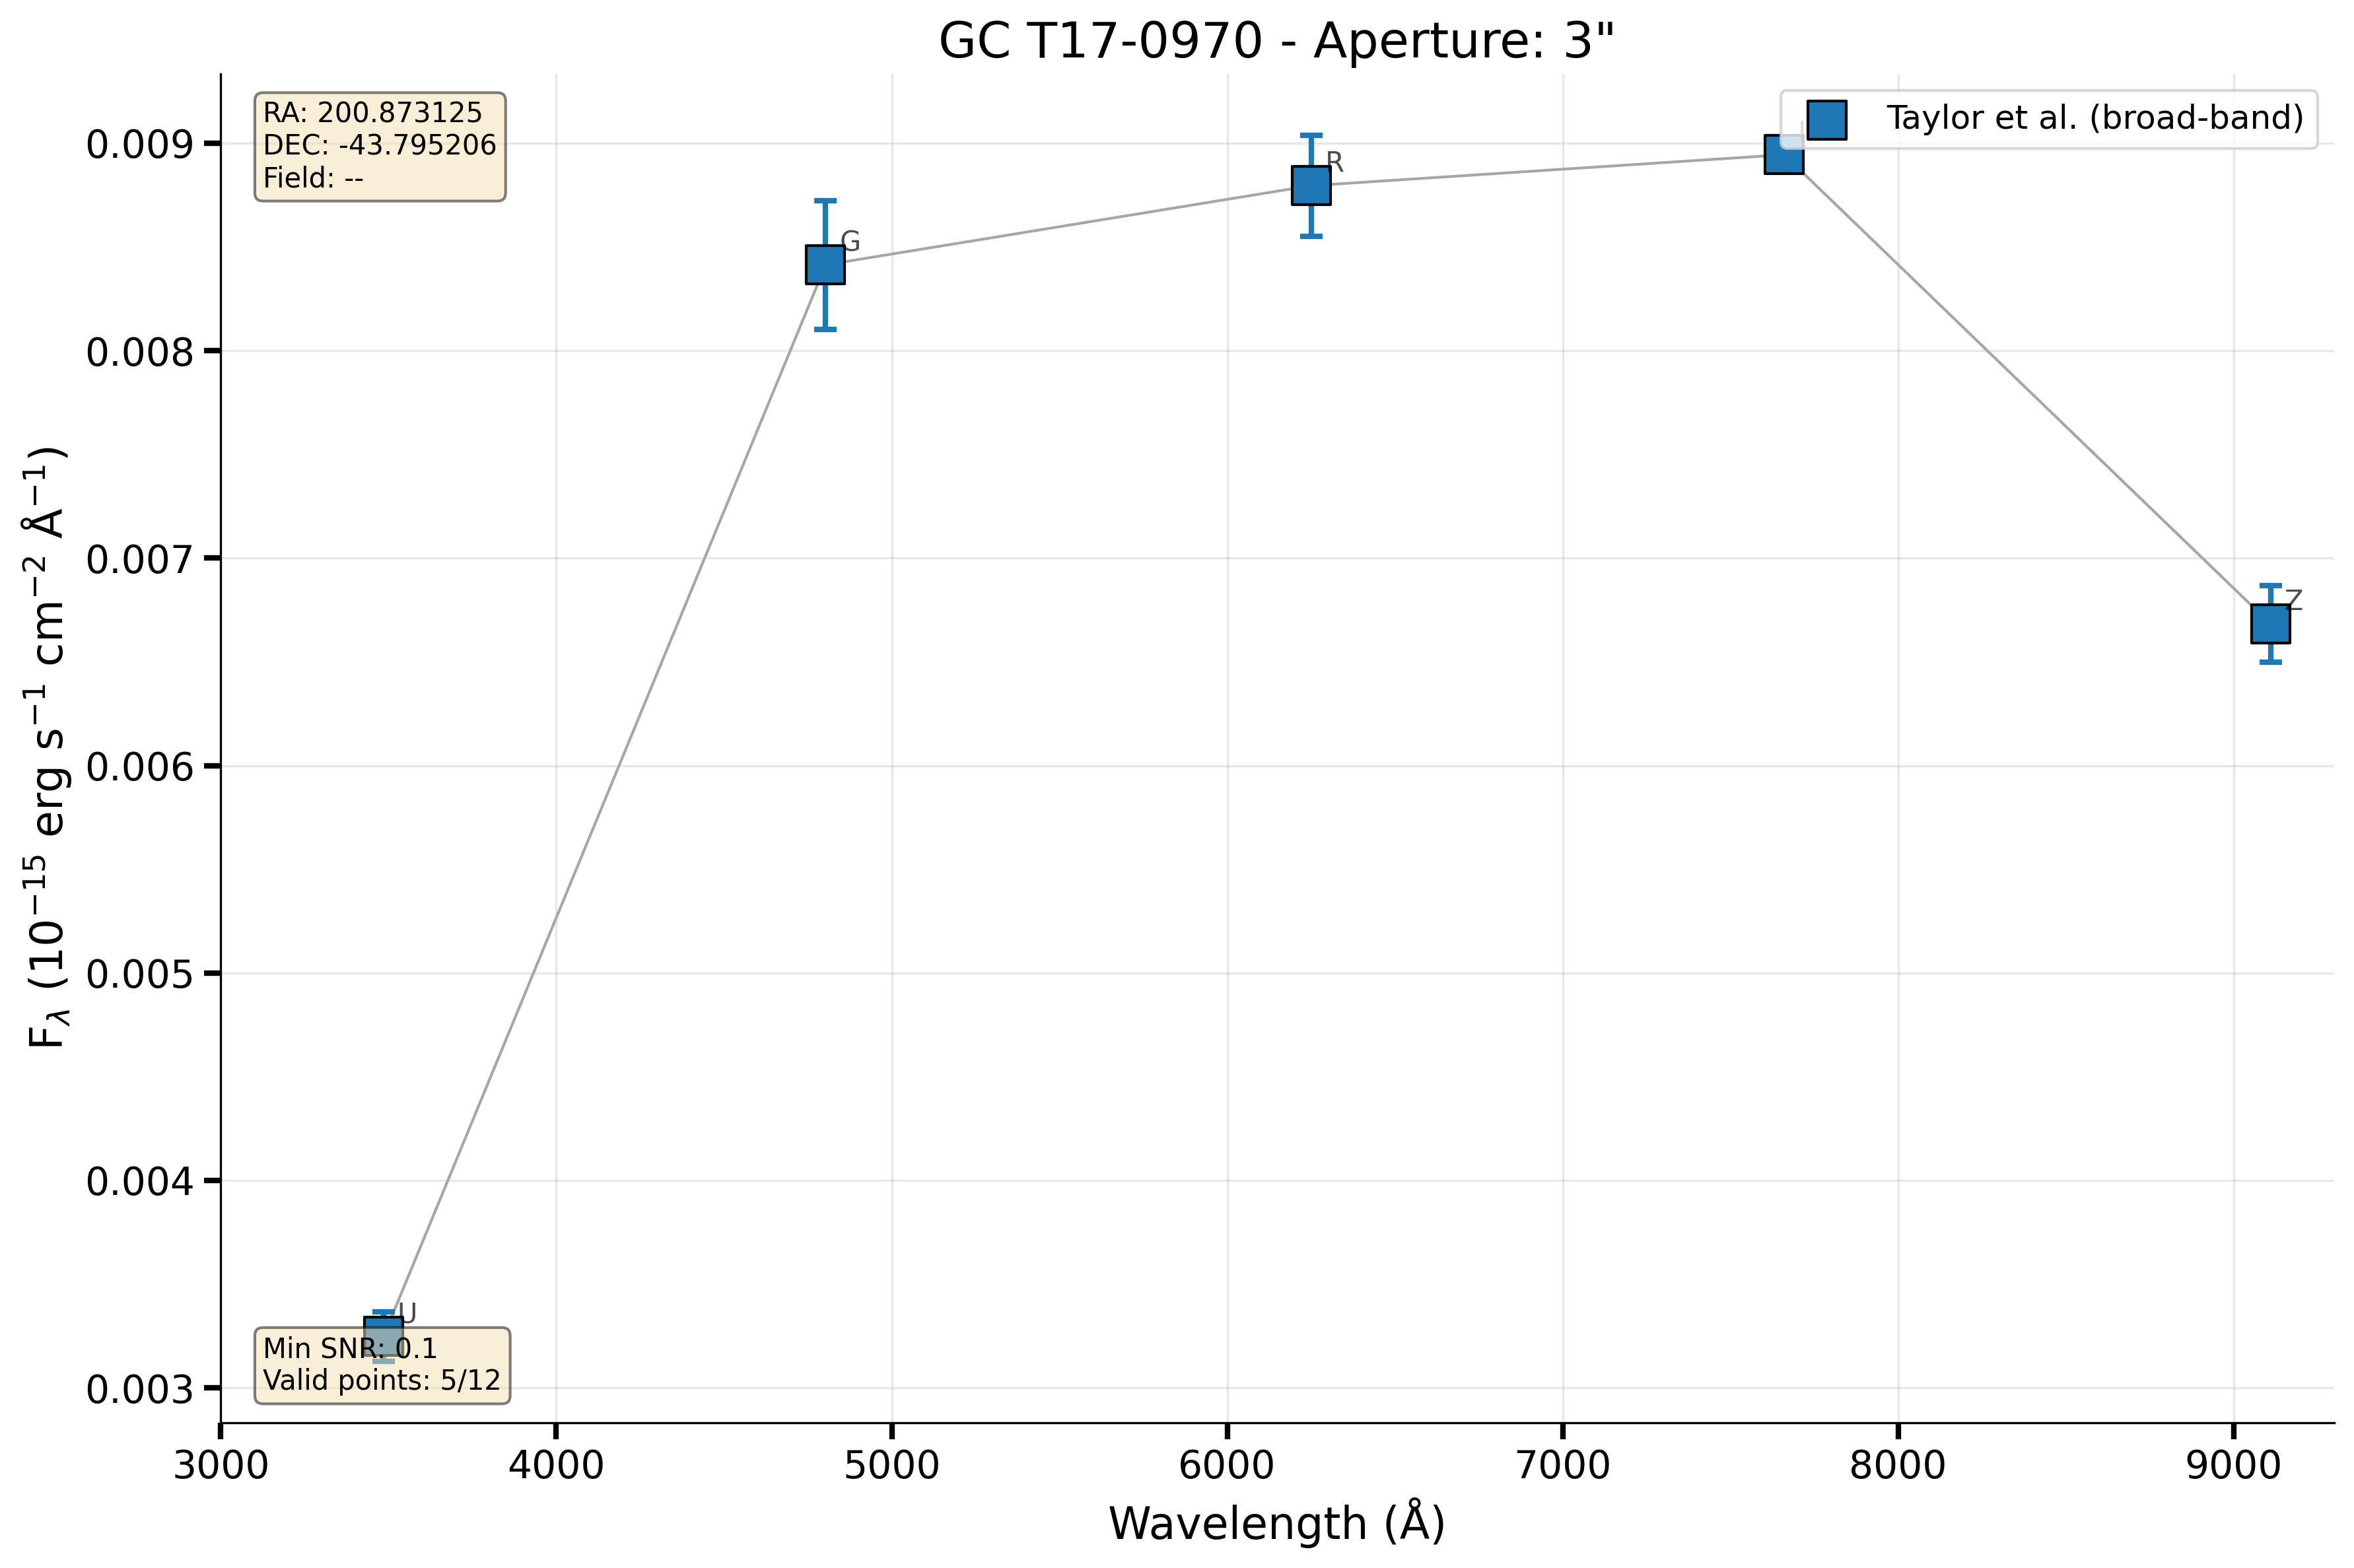 GC T17-0970 - Aperture: 3"
RA: 200.873125
DEC: -43.795206
Field: --
Taylor et al. (broad-band)
0.009
0.008
0.007
0.006
0.005
0.004
0.003
F_λ (10⁻¹⁵ erg s⁻¹ cm⁻² Å⁻¹)
G
R
Z
U
Min SNR: 0.1
Valid points: 5/12
3000
4000
5000
6000
7000
8000
9000
Wavelength (Å)